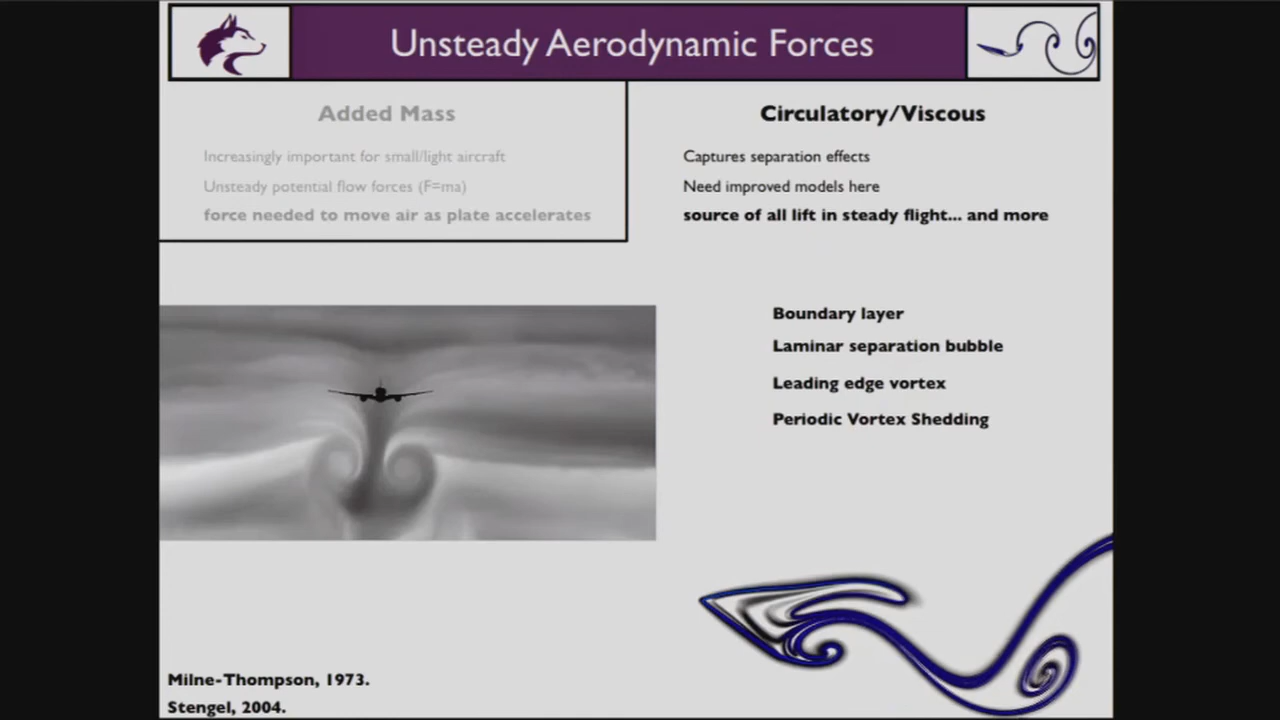 Unsteady Aerodynamic Forces
Added Mass
Increasingly important for small/light aircraft
Unsteady potential flow forces (F=ma)
force needed to move air as plate accelerates
Circulatory/Viscous
Captures separation effects
Need improved models here
source of all lift in steady flight... and more
Boundary layer
Laminar separation bubble
Leading edge vortex
Periodic Vortex Shedding
Milne-Thompson, 1973.
Stengel, 2004.